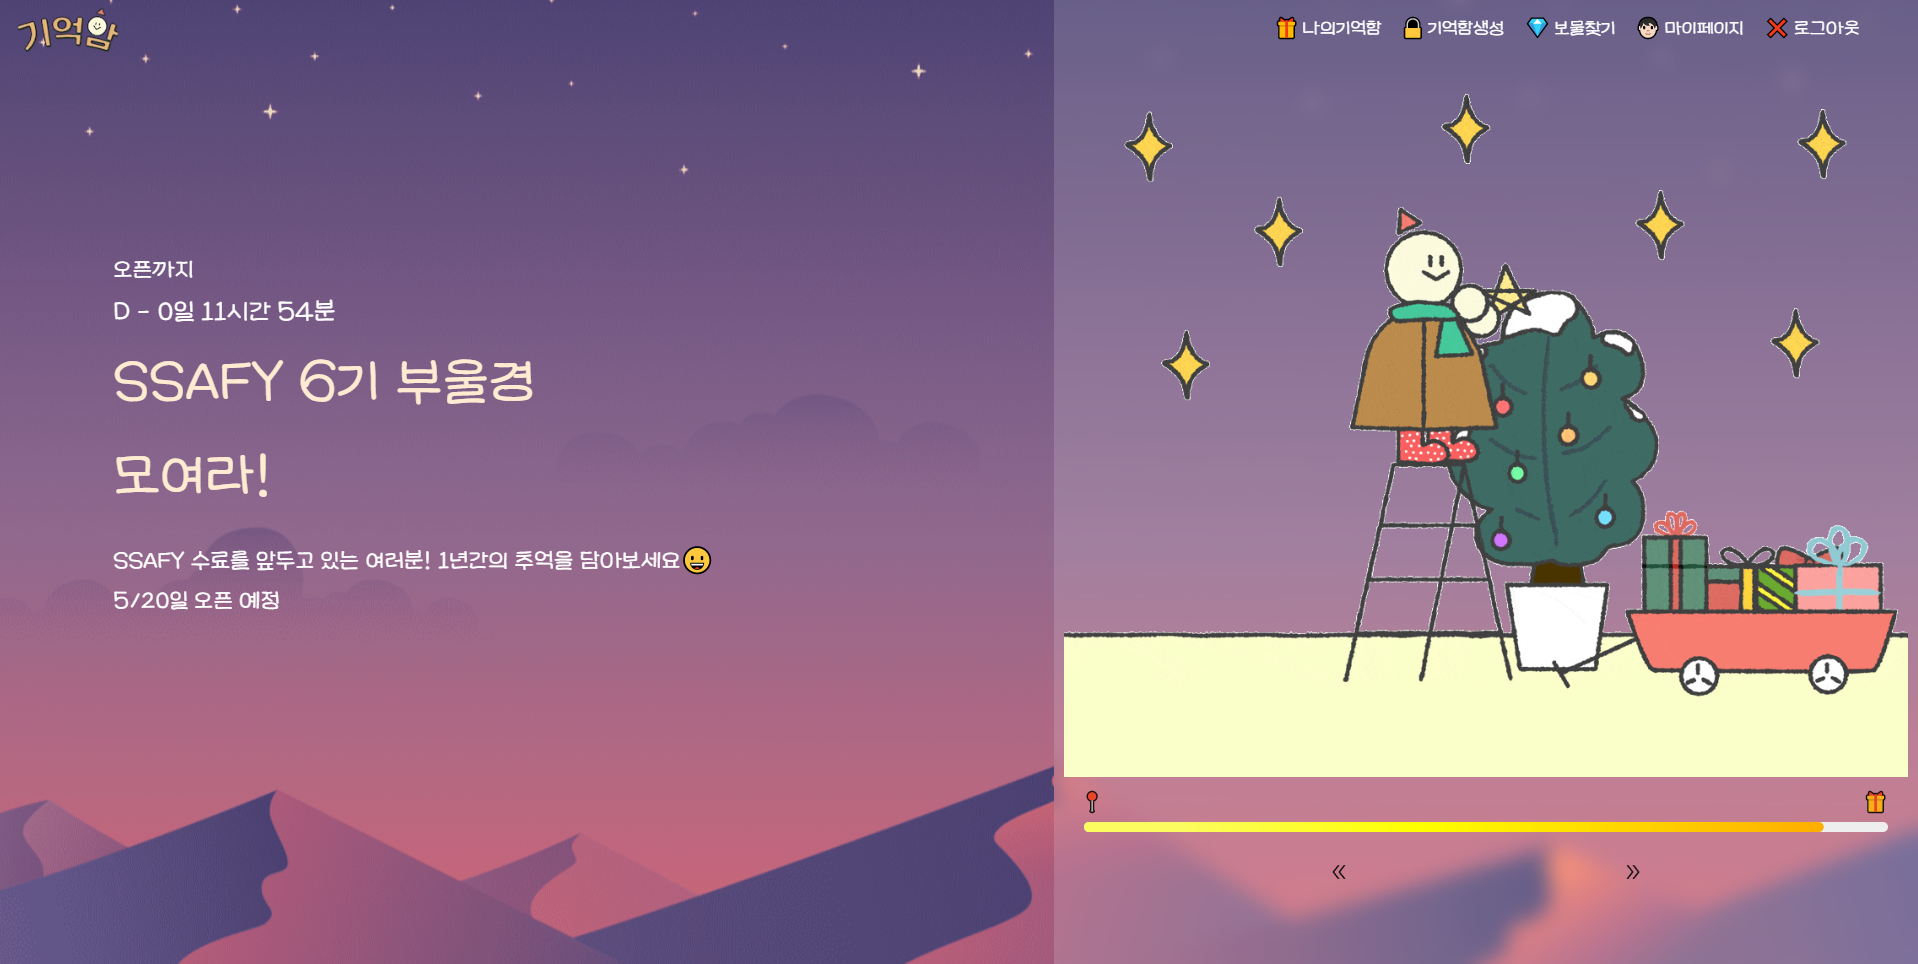 기억함
나의기억함 기억함생성 보물찾기 마이페이지 로그아웃
오픈까지
D - 0일 11시간 54분
SSAFY 6기 부울경
모여라!
SSAFY 수료를 앞두고 있는 여러분! 1년간의 추억을 담아보세요😀
5/20일 오픈 예정
« »